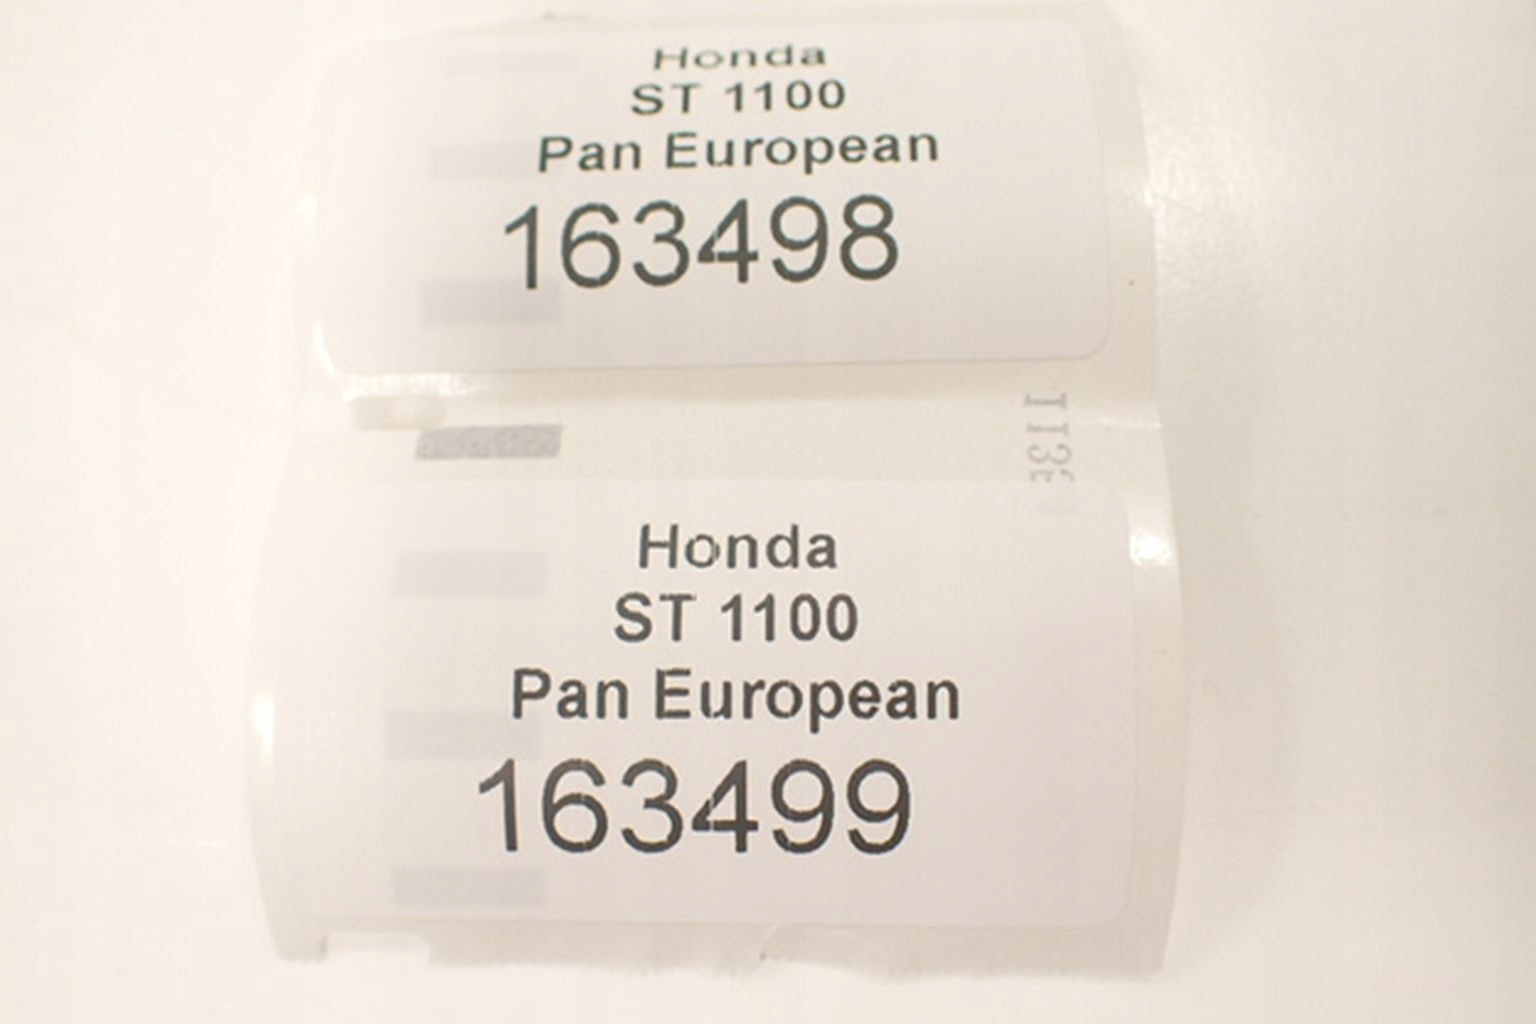 Honda
ST 1100
Pan European
163498
Honda
ST 1100
Pan European
163499